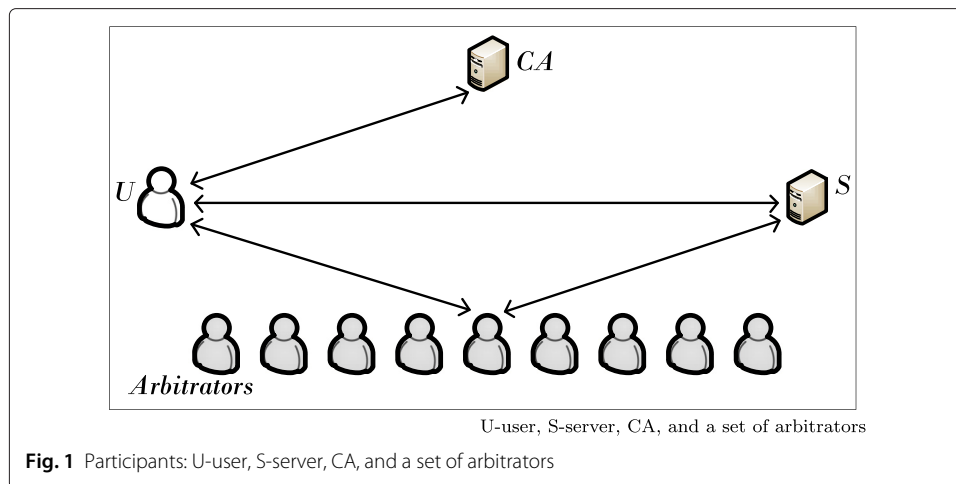 CA
U
S
Arbitrators
U-user, S-server, CA, and a set of arbitrators
Fig. 1 Participants: U-user, S-server, CA, and a set of arbitrators